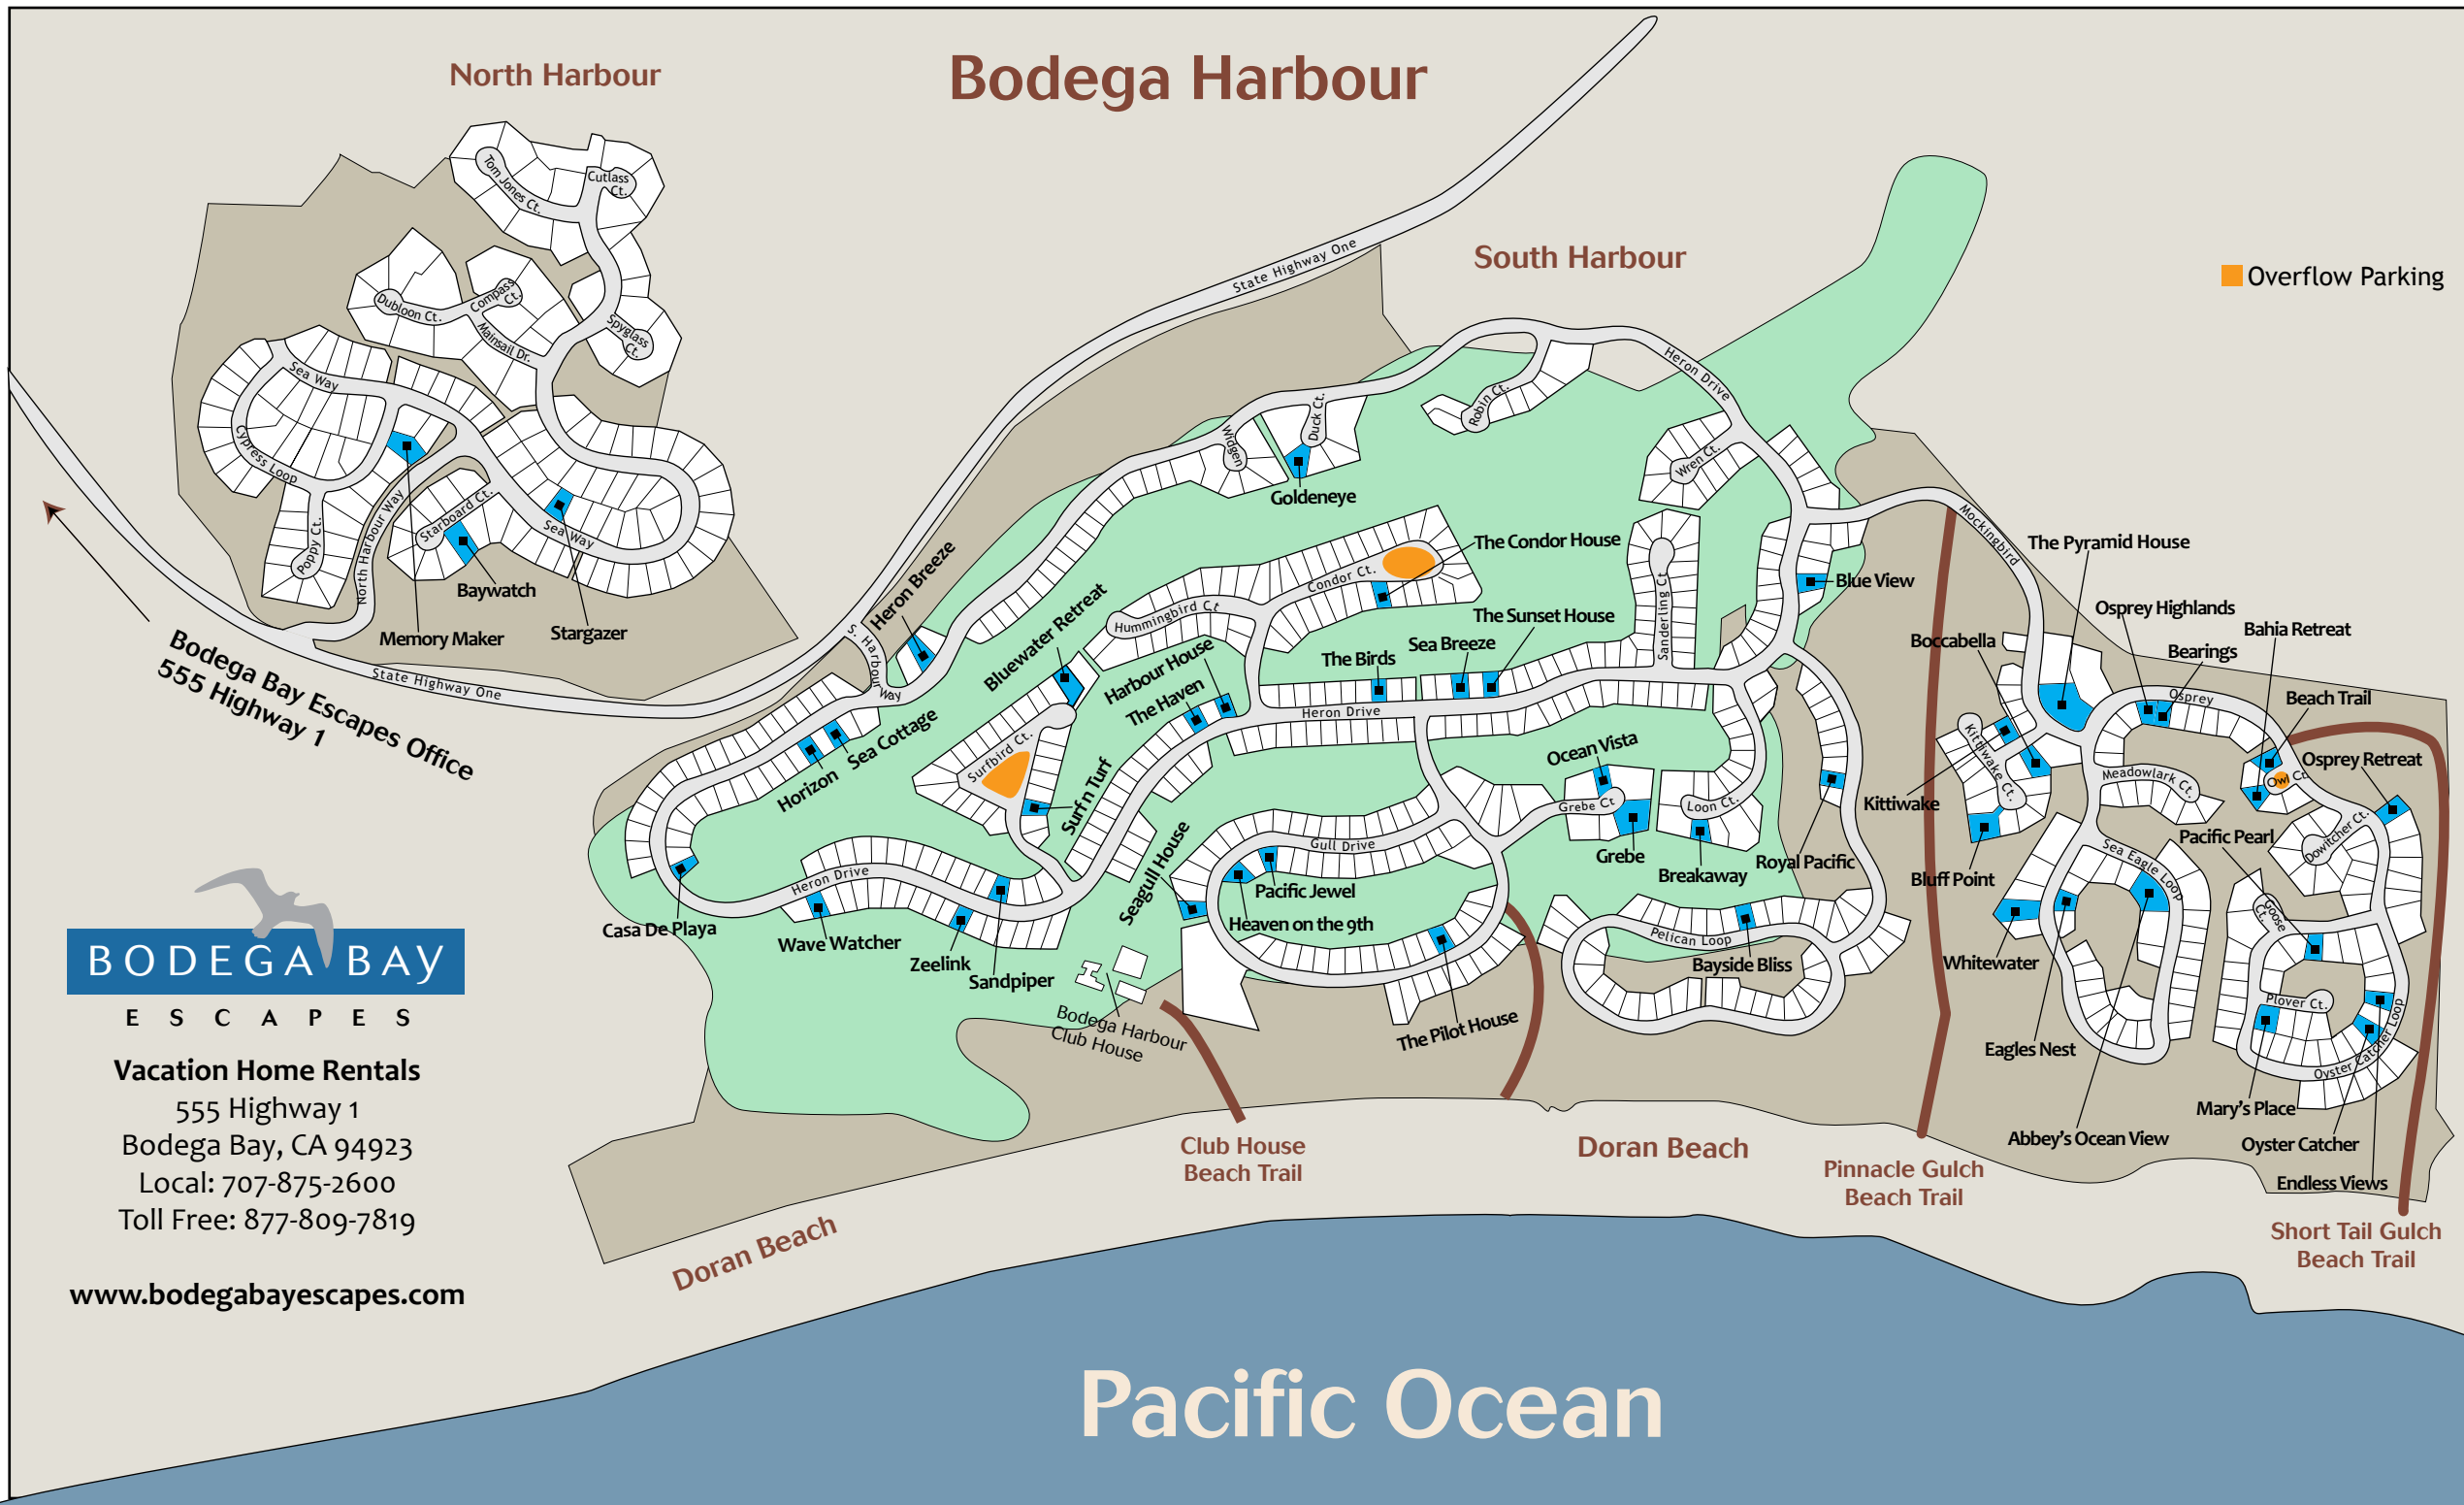 Bodega Harbour
North Harbour
South Harbour
Overflow Parking
Tom Jones Ct.
Cutlass
Ct.
Dubloon Ct.
Compass
Ct.
Mainsail Dr.
Spyglass
Ct.
Sea Way
Cypress Loop
Poppy Ct.
North Harbour Way
Starboard Ct.
Sea Way
Baywatch
Memory Maker
Stargazer
State Highway One
State Highway One
Bodega Bay Escapes Office
555 Highway 1
S. Harbour Way
Heron Breeze
Bluewater Retreat
Widgen
Duck Ct.
Goldeneye
Robin Ct.
Heron Drive
Wren Ct.
The Condor House
Condor Ct.
Hummingbird Ct
Harbour House
The Haven
The Birds
Sea Breeze
The Sunset House
Sanderling Ct
Blue View
Mockingbird
The Pyramid House
Osprey Highlands
Bahia Retreat
Boccabella
Bearings
Osprey
Beach Trail
Osprey Retreat
Owl Ct
Kittiwake Ct.
Kittiwake
Meadowlark Ct.
Pacific Pearl
Dowitcher Ct.
Bluff Point
Sea Eagle Loop
Goose
Ct.
Whitewater
Eagles Nest
Abbey's Ocean View
Plover Ct.
Oyster Catcher Loop
Mary's Place
Oyster Catcher
Endless Views
Heron Drive
Horizon
Sea Cottage
Surfbird Ct.
Surf n Turf
Seagull House
Ocean Vista
Grebe Ct
Grebe
Loon Ct.
Breakaway
Royal Pacific
Gull Drive
Pacific Jewel
Heaven on the 9th
Heron Drive
Casa De Playa
Wave Watcher
Zeelink
Sandpiper
Pelican Loop
Bayside Bliss
The Pilot House
Bodega Harbour
Club House
Club House
Beach Trail
Doran Beach
Doran Beach
Pinnacle Gulch
Beach Trail
Short Tail Gulch
Beach Trail
BODEGA BAY
ESCAPES
Vacation Home Rentals
555 Highway 1
Bodega Bay, CA 94923
Local: 707-875-2600
Toll Free: 877-809-7819
www.bodegabayescapes.com
Pacific Ocean